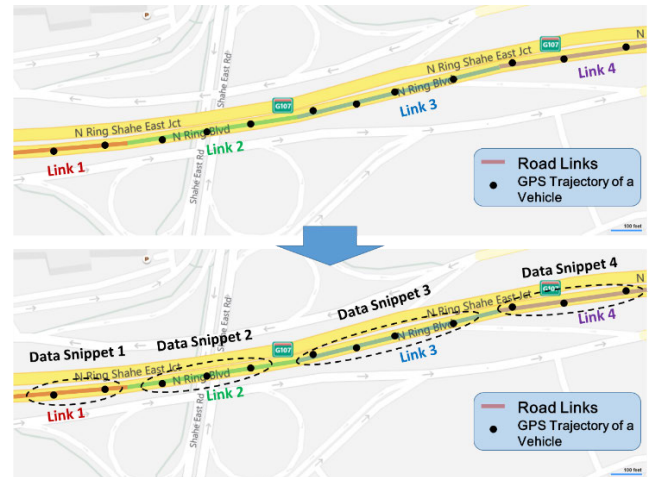 P
Shahe East Rd
G107
N
N Ring Shahe East Jct
N Ring Shahe East Jct
N Ring Blvd
N Ring Blvd
Link 1
Link 2
Link 3
Link 4
G107
Shahe East Rd
Road Links
GPS Trajectory of a
Vehicle
100 feet
P
Shahe East Rd
Data Snippet 4
Data Snippet 3
Data Snippet 2
Data Snippet 1
G107
N
N Ring Shahe East Jct
N Ring Shahe East Jct
N Ring Blvd
N Ring Blvd
Link 1
Link 2
Link 3
Link 4
G107
Shahe East Rd
Road Links
GPS Trajectory of a
Vehicle
100 feet